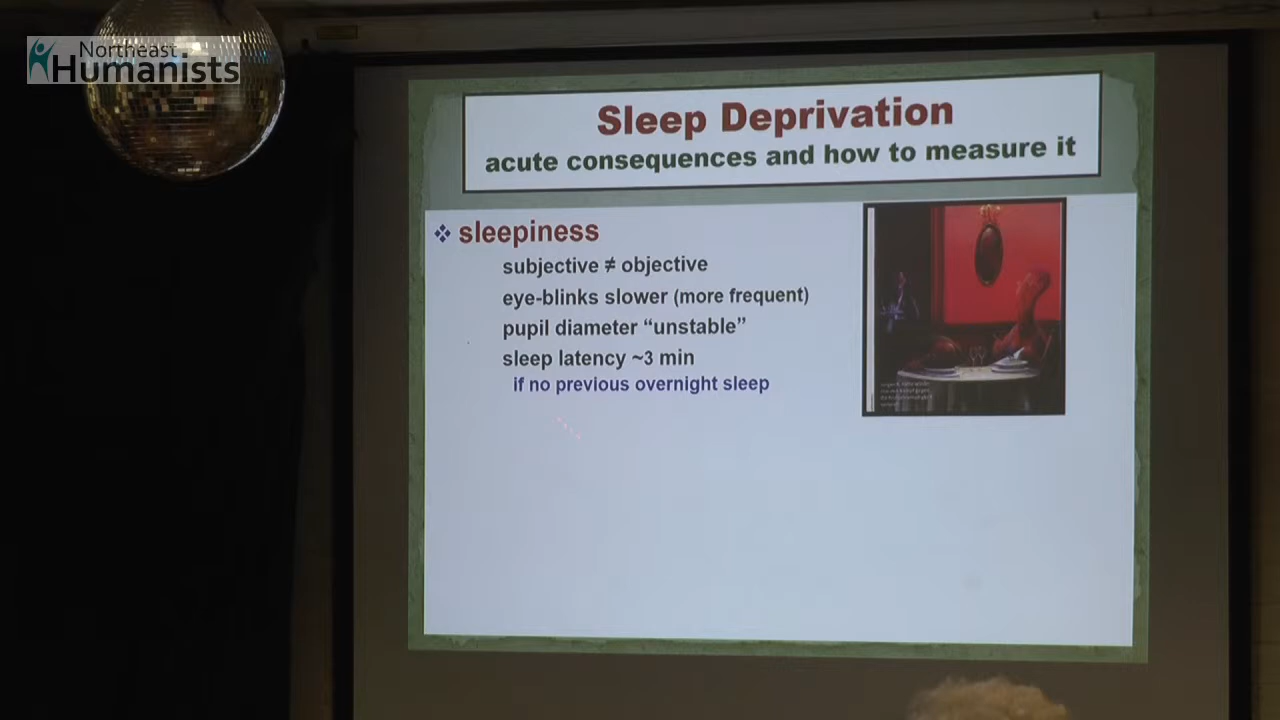 Northeast
Humanists
Sleep Deprivation
acute consequences and how to measure it
❖ sleepiness
subjective ≠ objective
eye-blinks slower (more frequent)
pupil diameter “unstable”
sleep latency ~3 min
if no previous overnight sleep